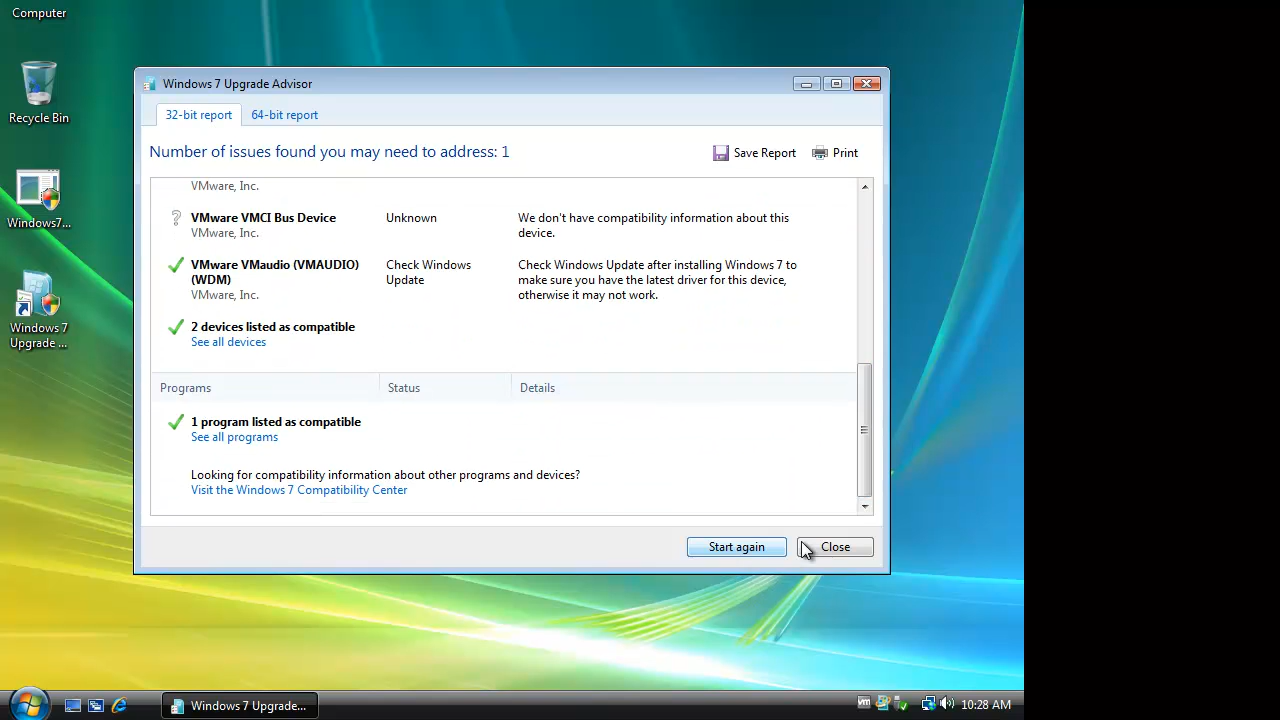 Computer
Recycle Bin
Windows7...
Windows 7
Upgrade ...
Windows 7 Upgrade Advisor
32-bit report
64-bit report
Number of issues found you may need to address: 1
Save Report
Print
VMware, Inc.
VMware VMCI Bus Device
Unknown
We don't have compatibility information about this
device.
VMware, Inc.
VMware VMaudio (VMAUDIO)
(WDM)
VMware, Inc.
Check Windows
Update
Check Windows Update after installing Windows 7 to
make sure you have the latest driver for this device,
otherwise it may not work.
2 devices listed as compatible
See all devices
Programs
Status
Details
1 program listed as compatible
See all programs
Looking for compatibility information about other programs and devices?
Visit the Windows 7 Compatibility Center
Start again
Close
Windows 7 Upgrade...
vm
10:28 AM